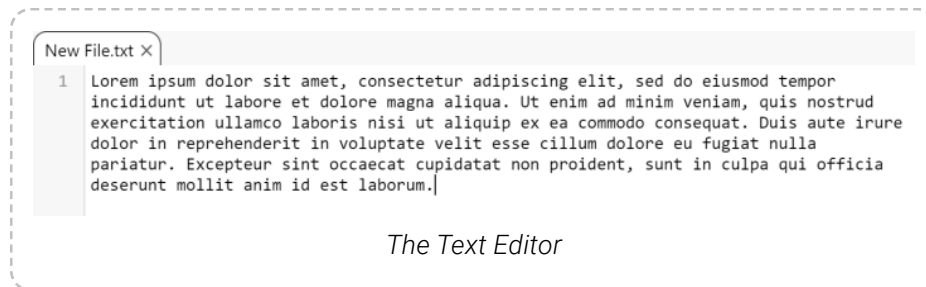 New File.txt ×
1 Lorem ipsum dolor sit amet, consectetur adipiscing elit, sed do eiusmod tempor
incididunt ut labore et dolore magna aliqua. Ut enim ad minim veniam, quis nostrud
exercitation ullamco laboris nisi ut aliquip ex ea commodo consequat. Duis aute irure
dolor in reprehenderit in voluptate velit esse cillum dolore eu fugiat nulla
pariatur. Excepteur sint occaecat cupidatat non proident, sunt in culpa qui officia
deserunt mollit anim id est laborum.
The Text Editor